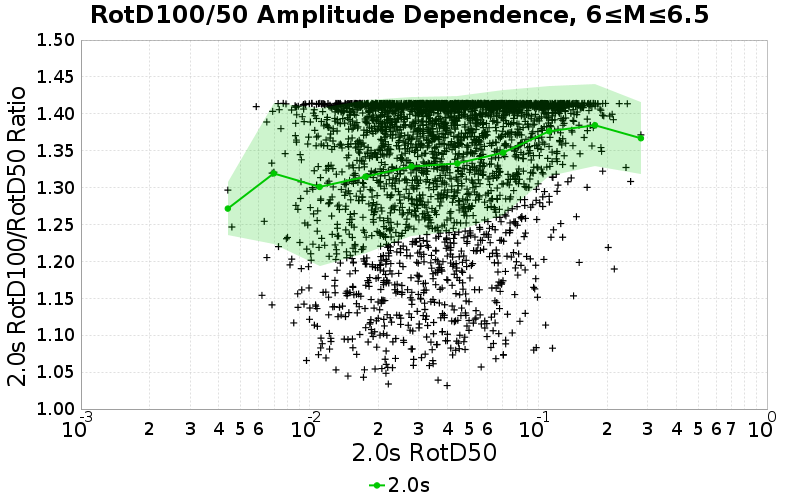 RotD100/50 Amplitude Dependence, 6≤M≤6.5
2.0s RotD100/RotD50 Ratio
1.50
1.45
1.40
1.35
1.30
1.25
1.20
1.15
1.10
1.05
1.00
10^-3 2 3 4 5 6 10^-2 2 3 4 5 6 10^-1 2 3 4 5 6 7 10^0
2.0s RotD50
2.0s